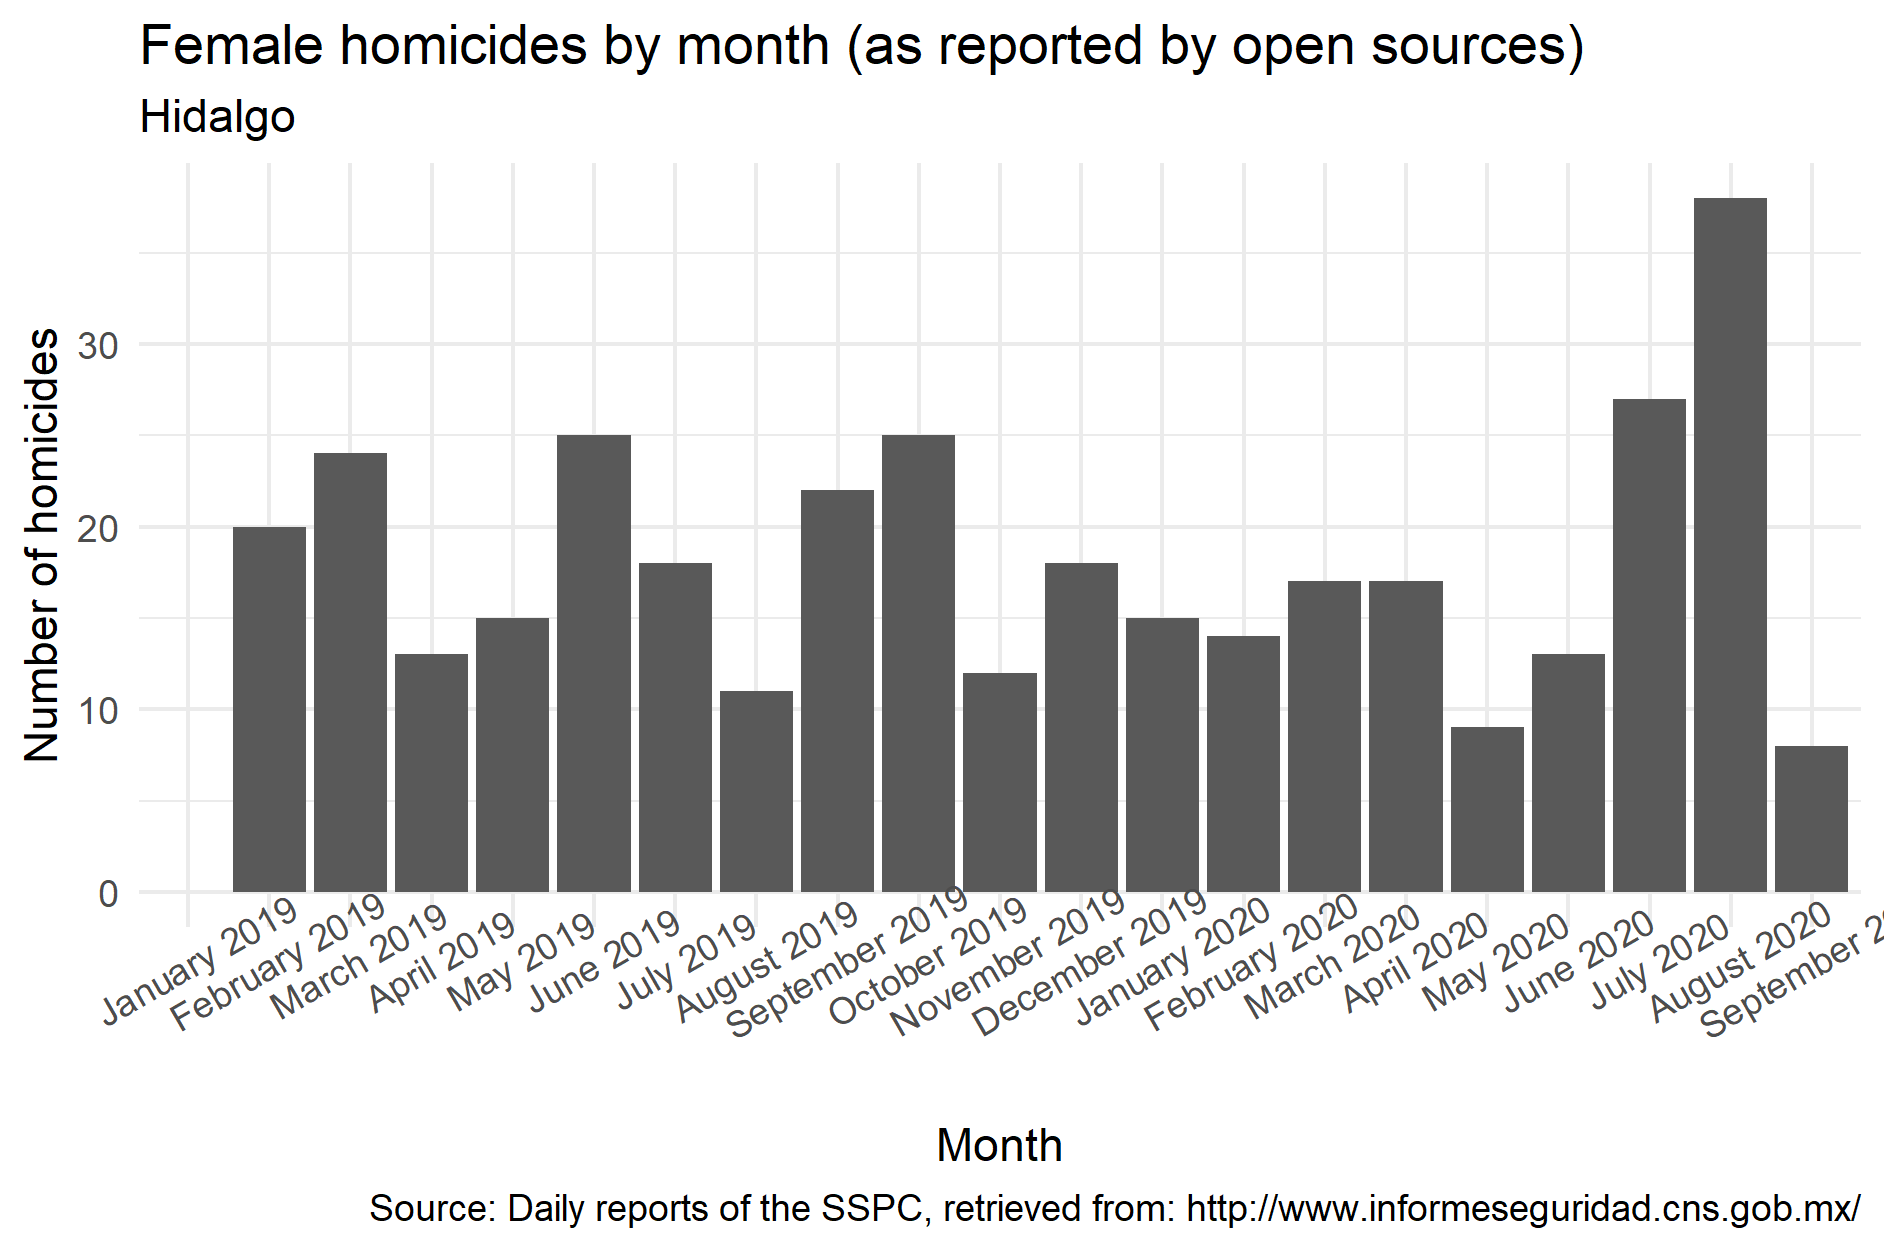 Female homicides by month (as reported by open sources)
Hidalgo
Number of homicides
30
20
10
0
January 2019
February 2019
March 2019
April 2019
May 2019
June 2019
July 2019
August 2019
September 2019
October 2019
November 2019
December 2019
January 2020
February 2020
March 2020
April 2020
May 2020
June 2020
July 2020
August 2020
September 2
Month
Source: Daily reports of the SSPC, retrieved from: http://www.informeseguridad.cns.gob.mx/